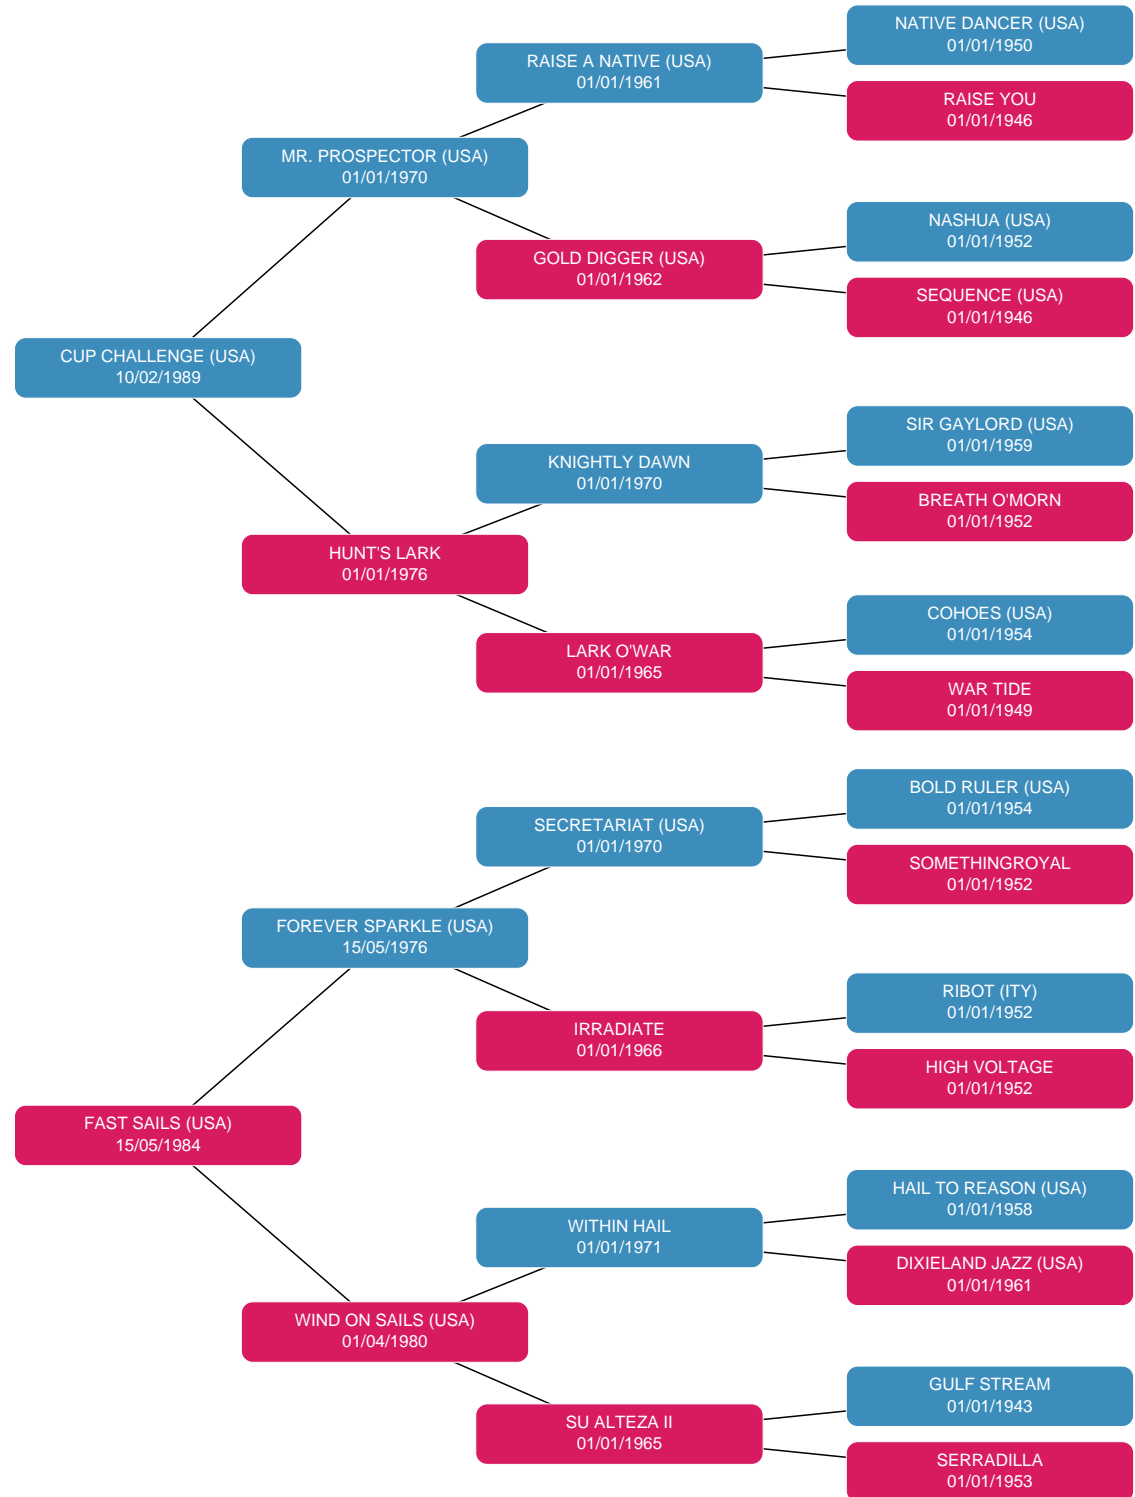 NATIVE DANCER (USA)
01/01/1950
RAISE A NATIVE (USA)
01/01/1961
RAISE YOU
01/01/1946
MR. PROSPECTOR (USA)
01/01/1970
NASHUA (USA)
01/01/1952
GOLD DIGGER (USA)
01/01/1962
SEQUENCE (USA)
01/01/1946
CUP CHALLENGE (USA)
10/02/1989
SIR GAYLORD (USA)
01/01/1959
KNIGHTLY DAWN
01/01/1970
BREATH O'MORN
01/01/1952
HUNT'S LARK
01/01/1976
COHOES (USA)
01/01/1954
LARK O'WAR
01/01/1965
WAR TIDE
01/01/1949
BOLD RULER (USA)
01/01/1954
SECRETARIAT (USA)
01/01/1970
SOMETHINGROYAL
01/01/1952
FOREVER SPARKLE (USA)
15/05/1976
RIBOT (ITY)
01/01/1952
IRRADIATE
01/01/1966
HIGH VOLTAGE
01/01/1952
FAST SAILS (USA)
15/05/1984
HAIL TO REASON (USA)
01/01/1958
WITHIN HAIL
01/01/1971
DIXIELAND JAZZ (USA)
01/01/1961
WIND ON SAILS (USA)
01/04/1980
GULF STREAM
01/01/1943
SU ALTEZA II
01/01/1965
SERRADILLA
01/01/1953